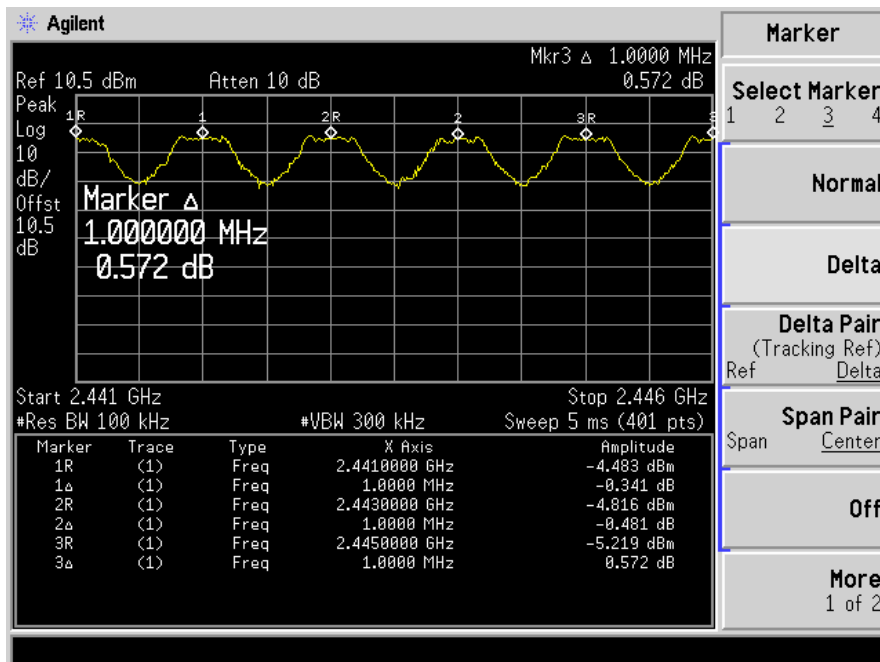 Agilent
Mkr3 Δ 1.0000 MHz
Ref 10.5 dBm Atten 10 dB 0.572 dB
Peak
Log
10
dB/
Offst
10.5
dB
1R 1 2R 2 3R 3
Marker Δ
1.000000 MHz
0.572 dB
Start 2.441 GHz Stop 2.446 GHz
#Res BW 100 kHz #VBW 300 kHz Sweep 5 ms (401 pts)
Marker Trace Type X Axis Amplitude
1R (1) Freq 2.4410000 GHz -4.483 dBm
1Δ (1) Freq 1.0000 MHz -0.341 dB
2R (1) Freq 2.4430000 GHz -4.816 dBm
2Δ (1) Freq 1.0000 MHz -0.481 dB
3R (1) Freq 2.4450000 GHz -5.219 dBm
3Δ (1) Freq 1.0000 MHz 0.572 dB
Marker
Select Marker
1 2 3 4
Normal
Delta
Delta Pair
(Tracking Ref)
Ref Delta
Span Pair
Span Center
Off
More
1 of 2